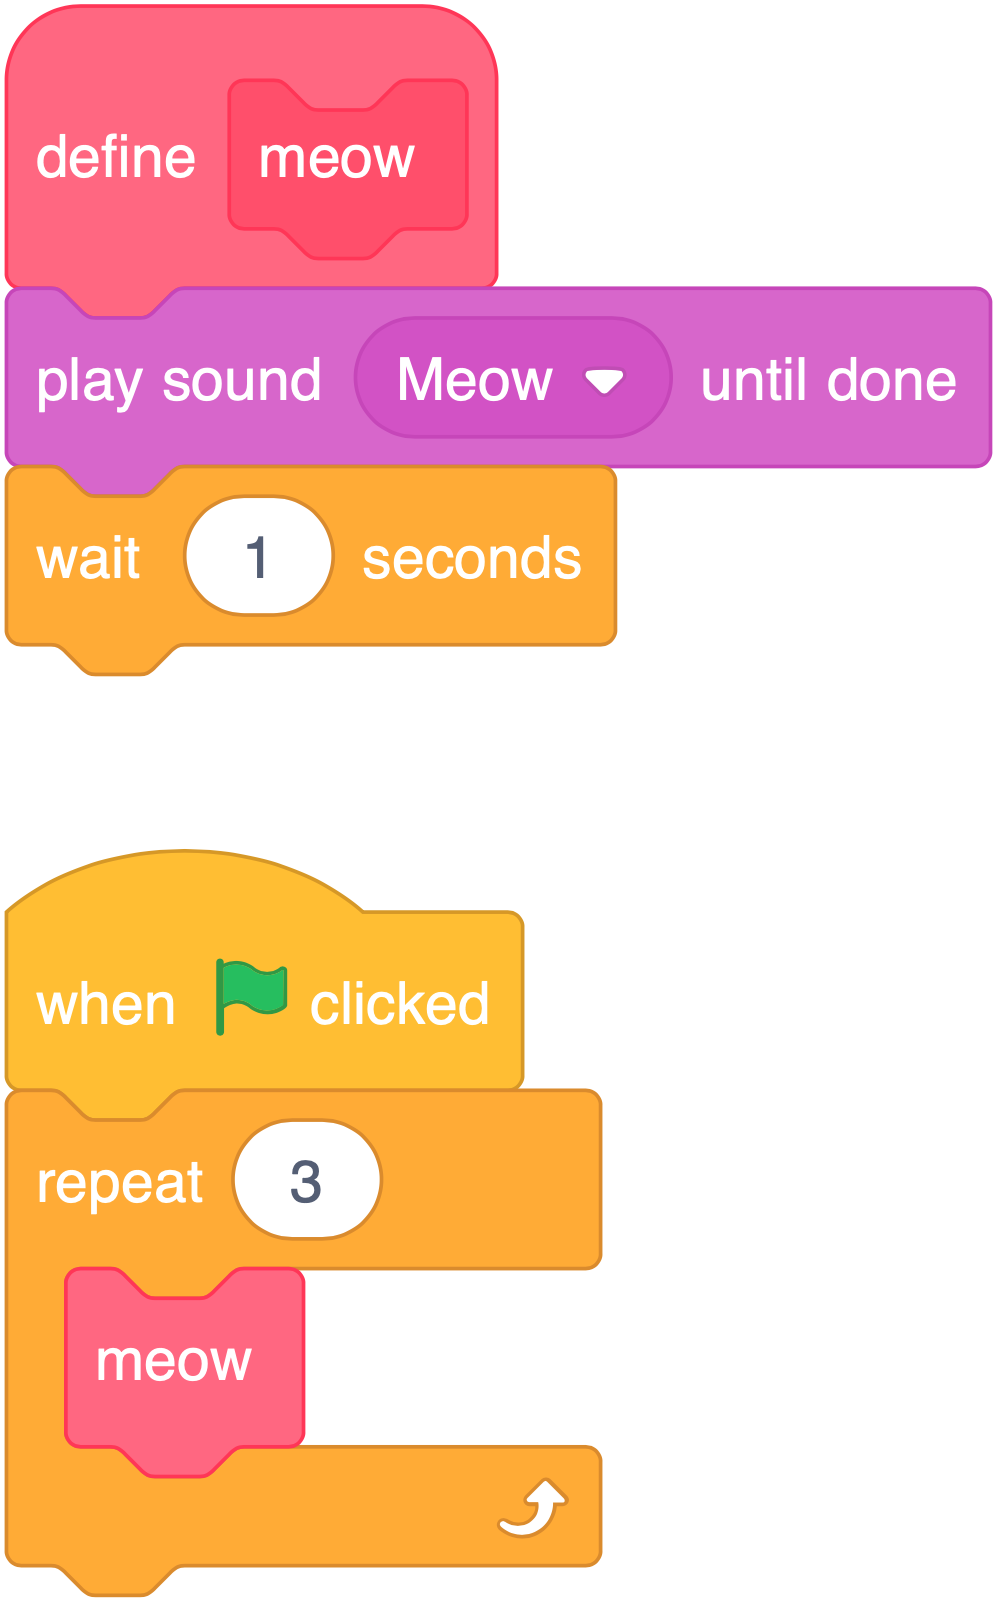 define meow
play sound Meow until done
wait 1 seconds
when clicked
repeat 3
meow